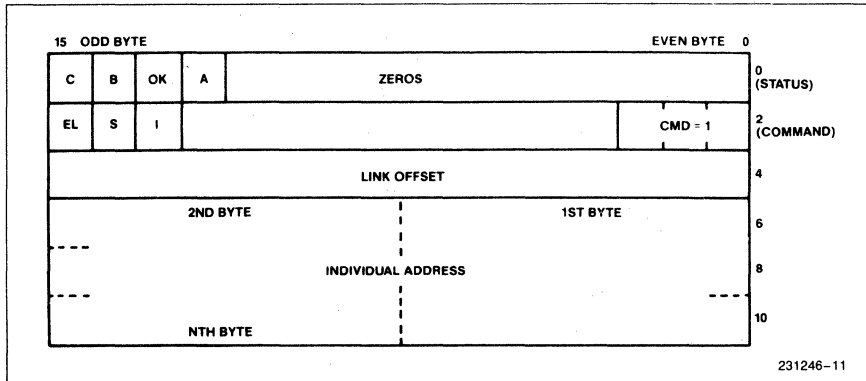 15 ODD BYTE EVEN BYTE 0
C B OK A ZEROS 0 (STATUS)
EL S I CMD = 1 2 (COMMAND)
LINK OFFSET 4
2ND BYTE 1ST BYTE 6
INDIVIDUAL ADDRESS 8
NTH BYTE 10
231246-11